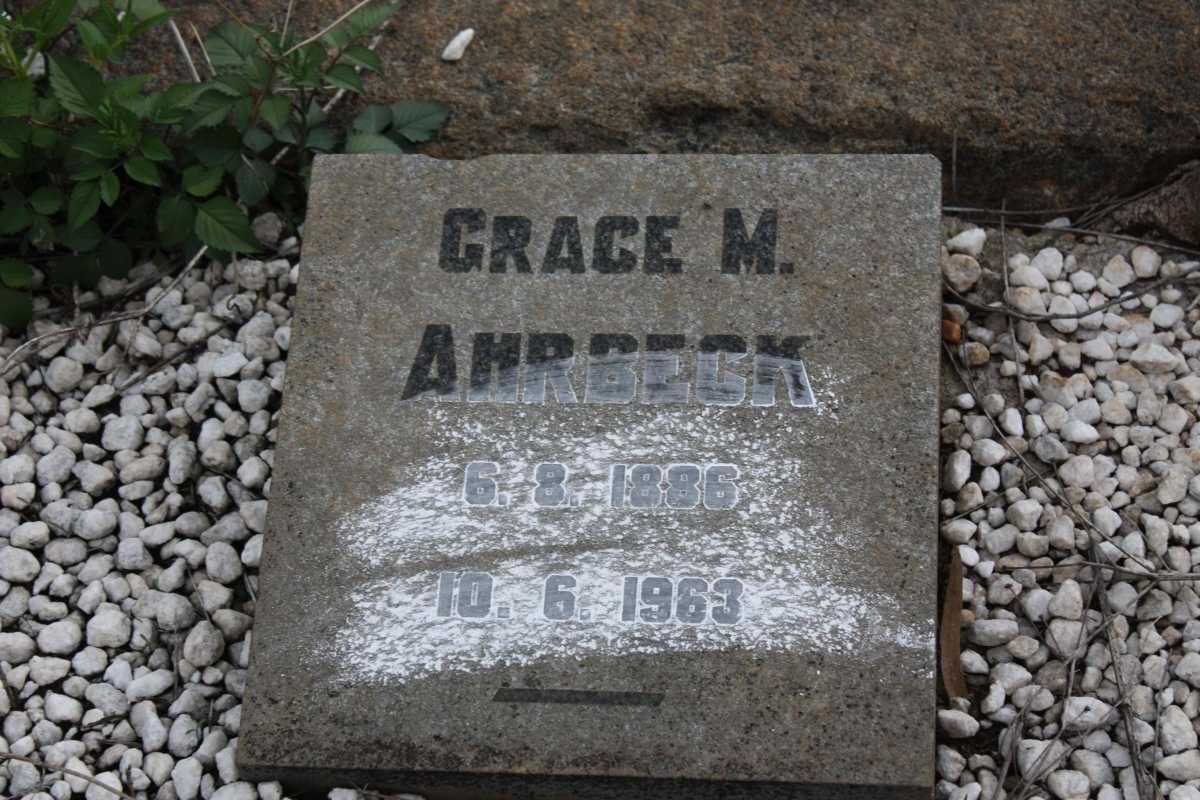 GRACE M.
AHRBECK
6. 8. 1886
10. 6. 1963